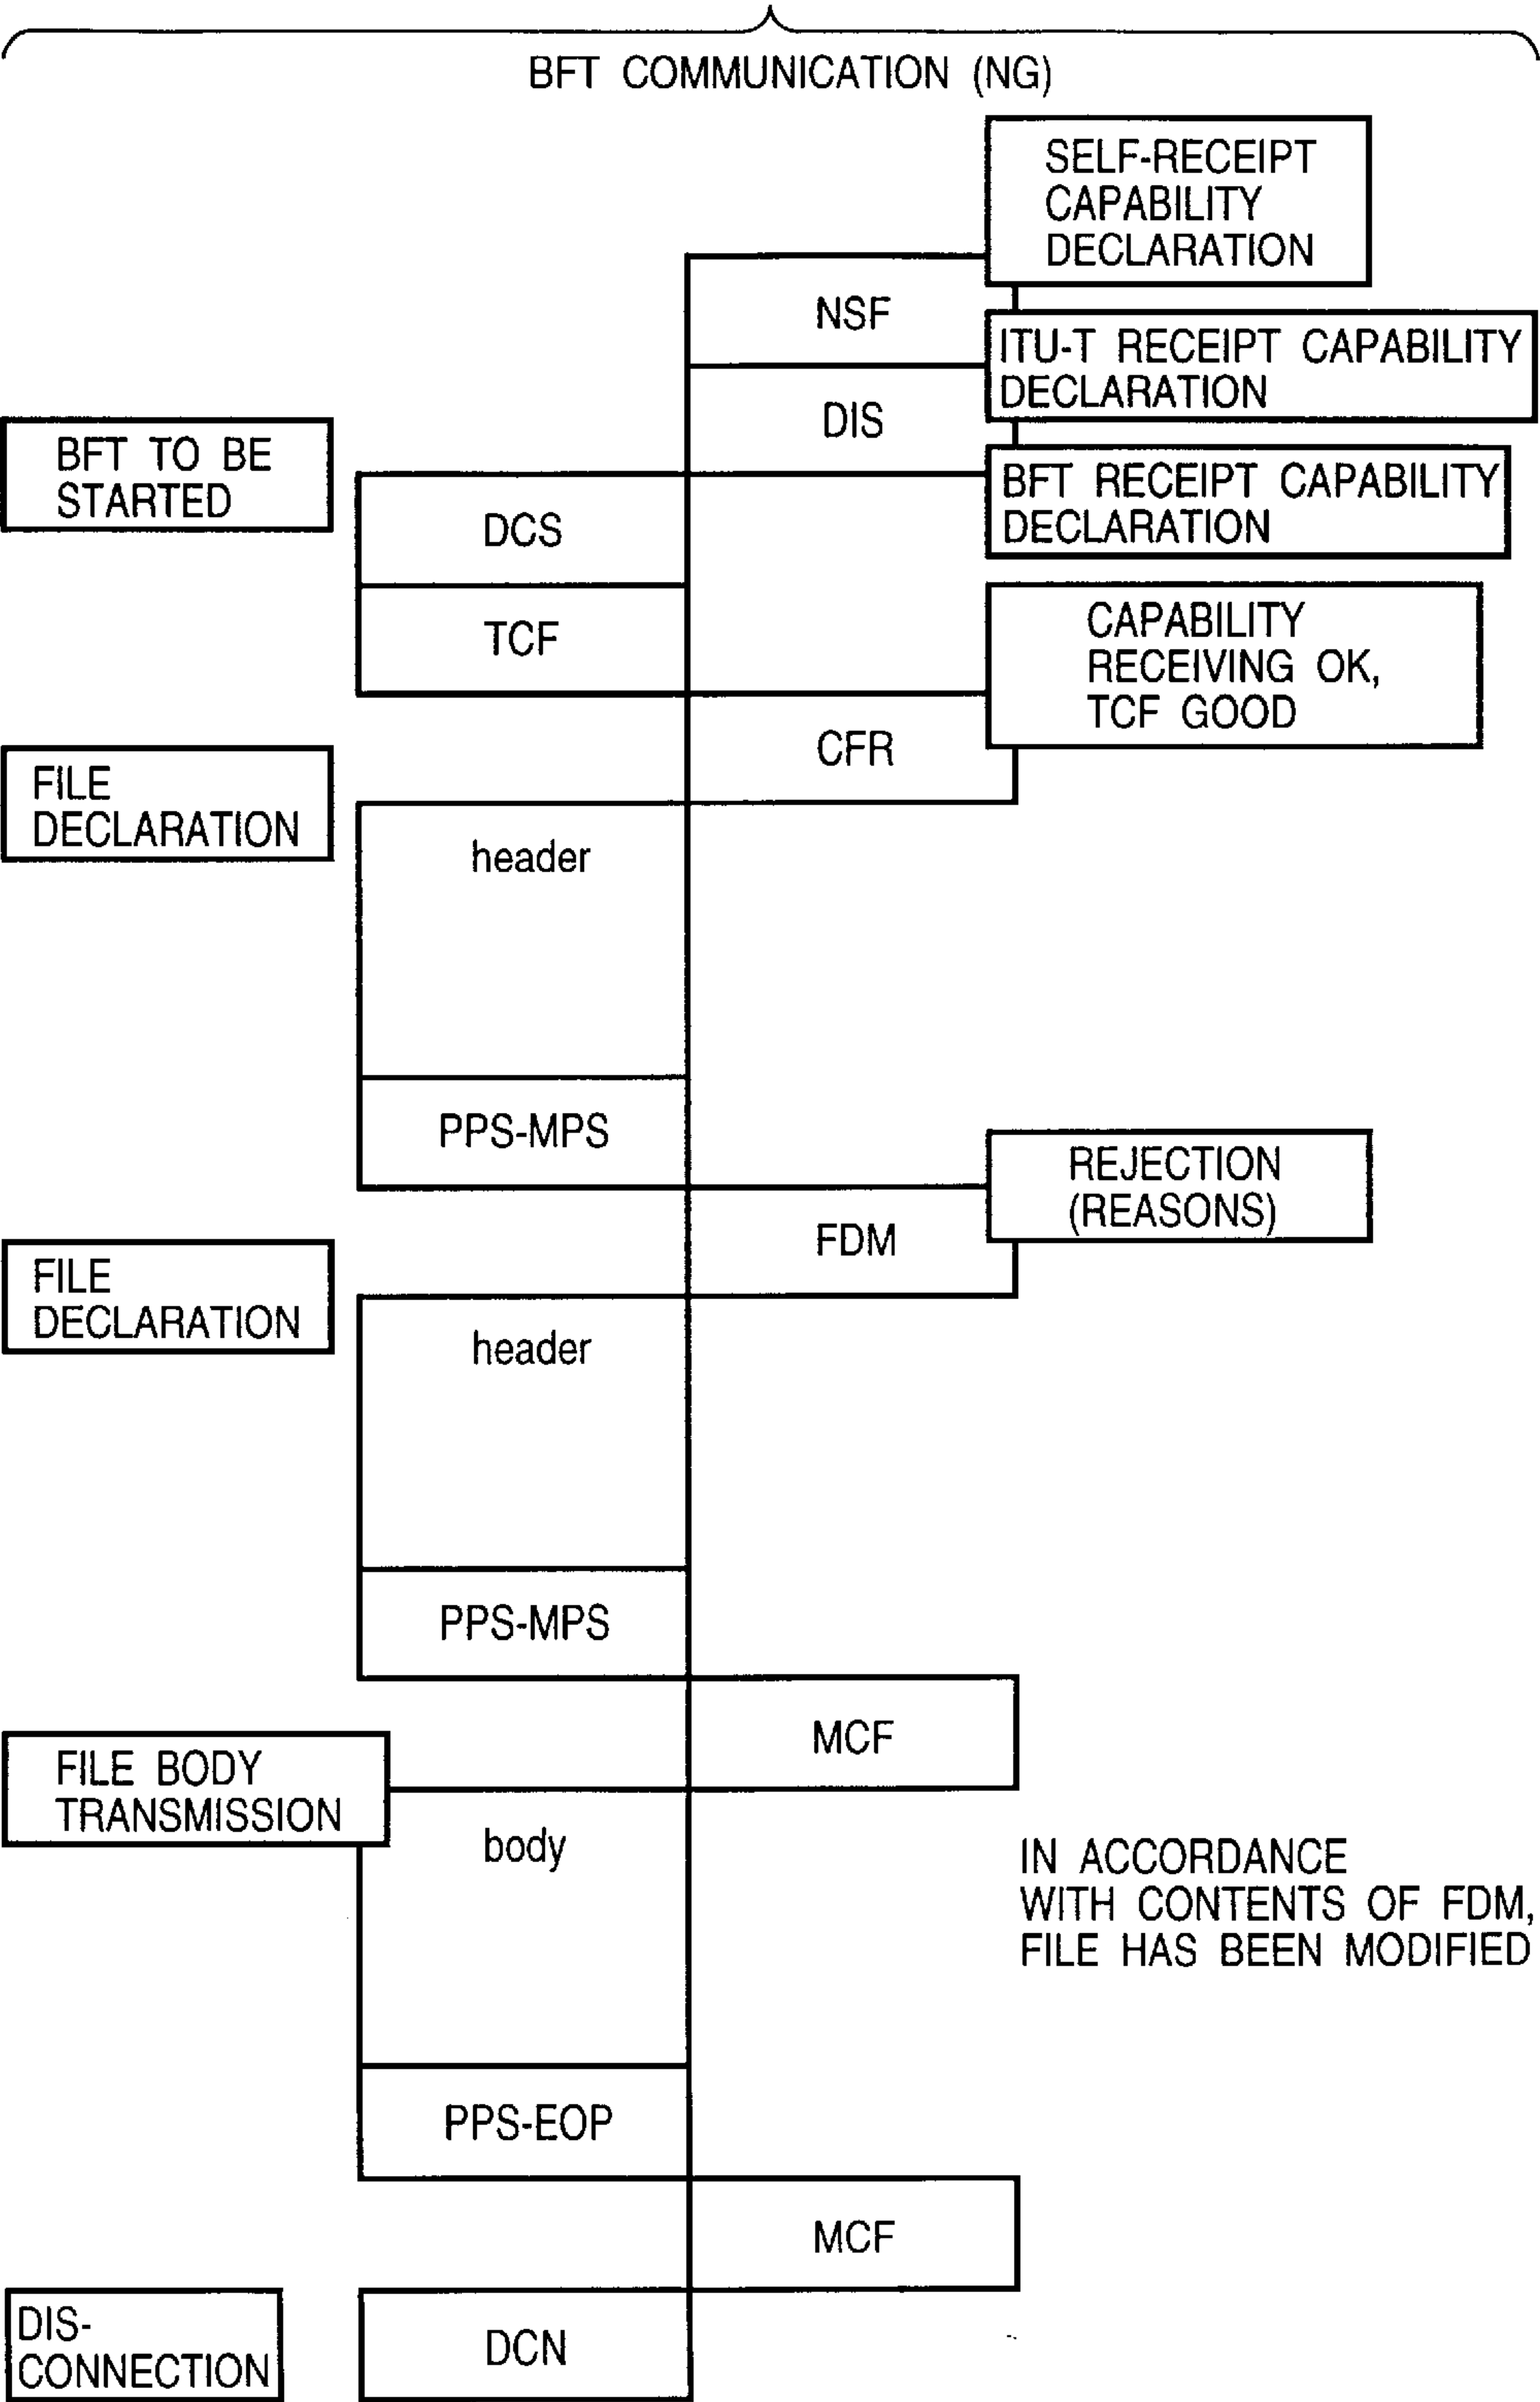 BFT COMMUNICATION (NG)
SELF-RECEIPT
CAPABILITY
DECLARATION
NSF
ITU-T RECEIPT CAPABILITY
DECLARATION
DIS
BFT TO BE
STARTED
BFT RECEIPT CAPABILITY
DECLARATION
DCS
TCF
CAPABILITY
RECEIVING OK,
TCF GOOD
CFR
FILE
DECLARATION
header
PPS-MPS
REJECTION
(REASONS)
FDM
FILE
DECLARATION
header
PPS-MPS
MCF
FILE BODY
TRANSMISSION
body
IN ACCORDANCE
WITH CONTENTS OF FDM,
FILE HAS BEEN MODIFIED
PPS-EOP
MCF
DIS-
CONNECTION
DCN